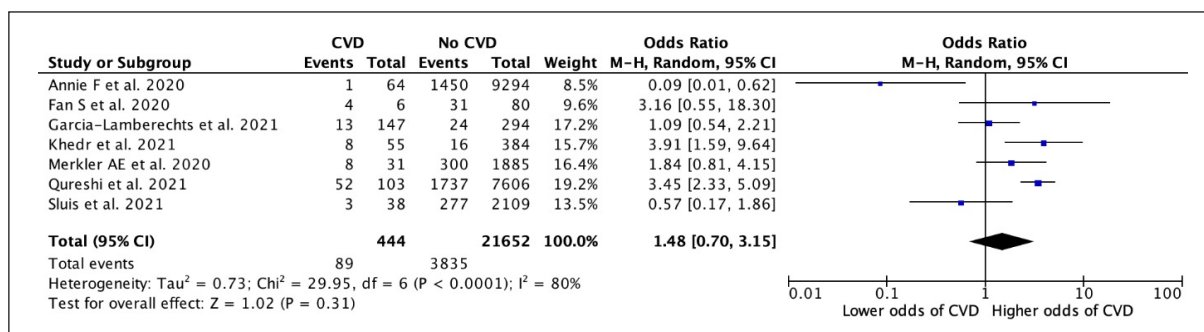 CVD No CVD Odds Ratio Odds Ratio
Study or Subgroup Events Total Events Total Weight M-H, Random, 95% CI M-H, Random, 95% CI
Annie F et al. 2020 1 64 1450 9294 8.5% 0.09 [0.01, 0.62]
Fan S et al. 2020 4 6 31 80 9.6% 3.16 [0.55, 18.30]
Garcia-Lamberechts et al. 2021 13 147 24 294 17.2% 1.09 [0.54, 2.21]
Khedr et al. 2021 8 55 16 384 15.7% 3.91 [1.59, 9.64]
Merkler AE et al. 2020 8 31 300 1885 16.4% 1.84 [0.81, 4.15]
Qureshi et al. 2021 52 103 1737 7606 19.2% 3.45 [2.33, 5.09]
Sluis et al. 2021 3 38 277 2109 13.5% 0.57 [0.17, 1.86]
Total (95% CI) 444 21652 100.0% 1.48 [0.70, 3.15]
Total events 89 3835
Heterogeneity: Tau² = 0.73; Chi² = 29.95, df = 6 (P < 0.0001); I² = 80%
Test for overall effect: Z = 1.02 (P = 0.31)
0.01 0.1 1 10 100
Lower odds of CVD Higher odds of CVD